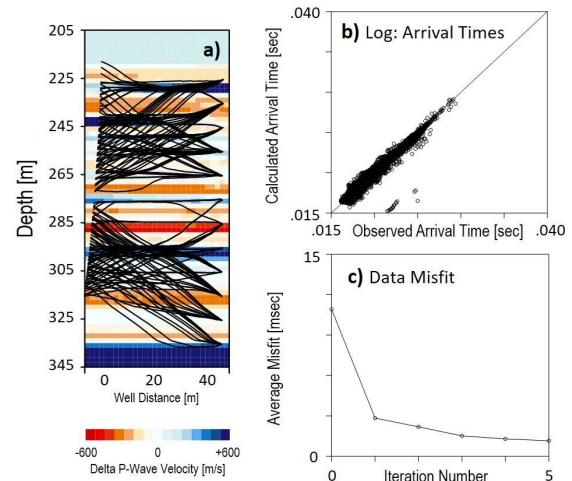 a)
Depth [m]
205
225
245
265
285
305
315
345
0 20 40
Well Distance [m]
-600 0 +600
Delta P-Wave Velocity [m/s]
b) Log: Arrival Times
Calculated Arrival Time [sec]
.040
.015
.015 Observed Arrival Time [sec] .040
c) Data Misfit
Average Misfit [msec]
15
0
0 Iteration Number 5